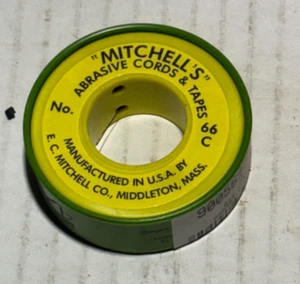 "MITCHELL'S"
ABRASIVE CORDS & TAPES
No. 66 C
MANUFACTURED IN U.S.A. BY
E. C. MITCHELL CO., MIDDLETON, MASS.